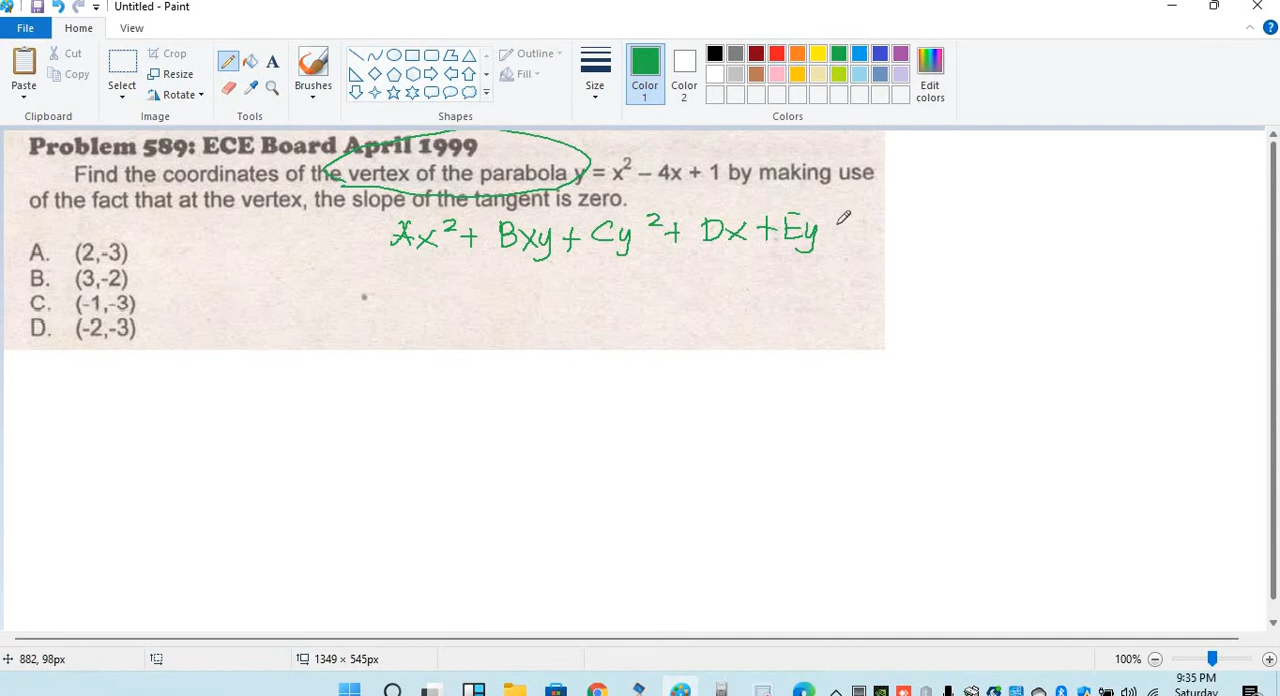 Untitled - Paint
File Home View
Paste Cut Copy Select Crop Resize Rotate Brushes Outline Fill Size Color 1 Color 2 Edit colors
Clipboard Image Tools Shapes Colors
Problem 589: ECE Board April 1999
Find the coordinates of the vertex of the parabola y = x² – 4x + 1 by making use
of the fact that at the vertex, the slope of the tangent is zero.
Ax² + Bxy + Cy² + Dx + Ey
A. (2,-3)
B. (3,-2)
C. (-1,-3)
D. (-2,-3)
882, 98px 1349 × 545px 100%
9:35 PM
Saturday